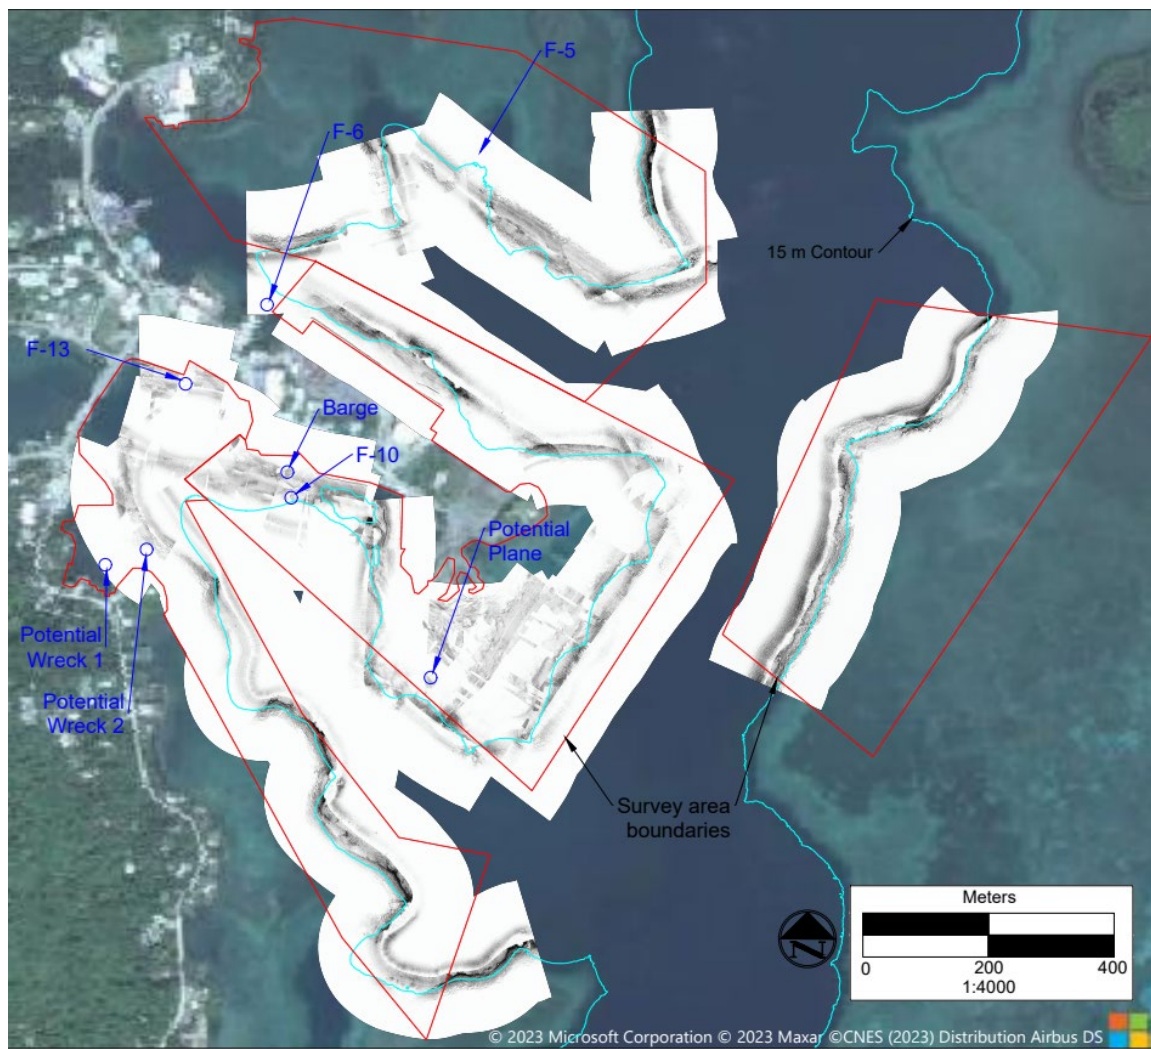 F-5
F-6
15 m Contour
F-13
Barge
F-10
Potential
Plane
Potential
Wreck 1
Potential
Wreck 2
Survey area
boundaries
Meters
N
0 200 400
1:4000
© 2023 Microsoft Corporation © 2023 Maxar ©CNES (2023) Distribution Airbus DS